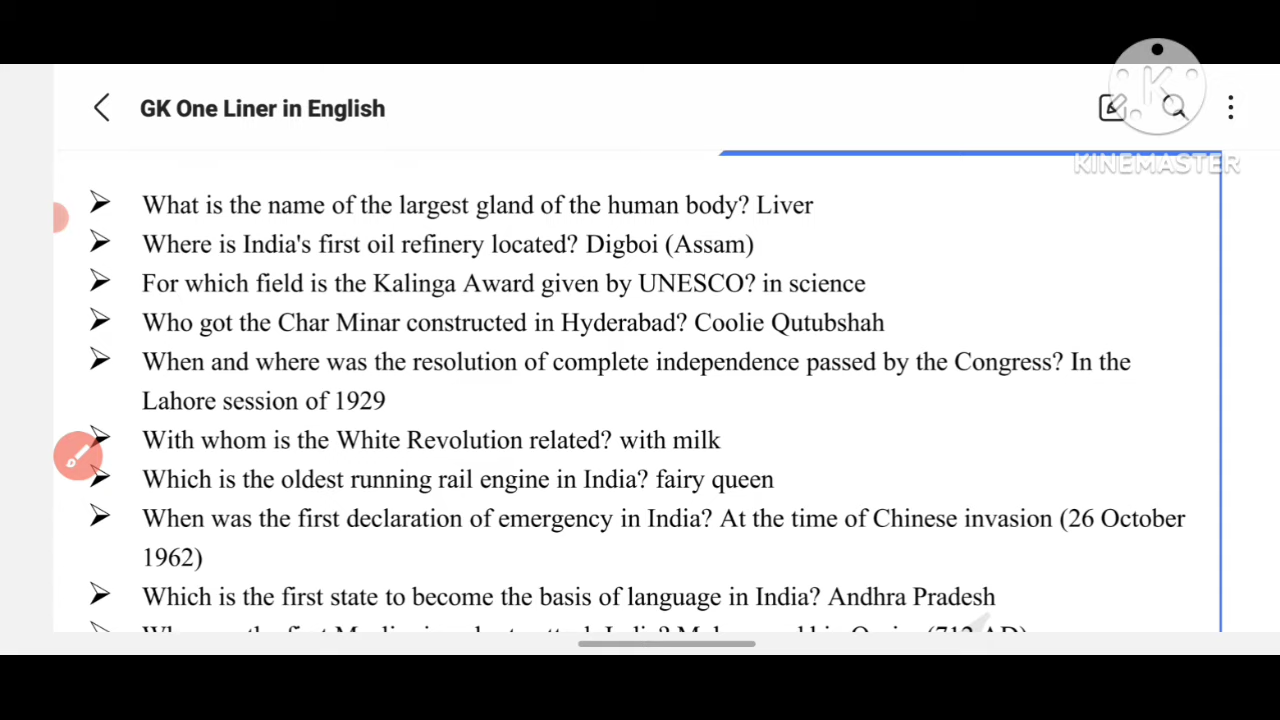 GK One Liner in English
KINEMASTER
What is the name of the largest gland of the human body? Liver
Where is India's first oil refinery located? Digboi (Assam)
For which field is the Kalinga Award given by UNESCO? in science
Who got the Char Minar constructed in Hyderabad? Coolie Qutubshah
When and where was the resolution of complete independence passed by the Congress? In the
Lahore session of 1929
With whom is the White Revolution related? with milk
Which is the oldest running rail engine in India? fairy queen
When was the first declaration of emergency in India? At the time of Chinese invasion (26 October
1962)
Which is the first state to become the basis of language in India? Andhra Pradesh